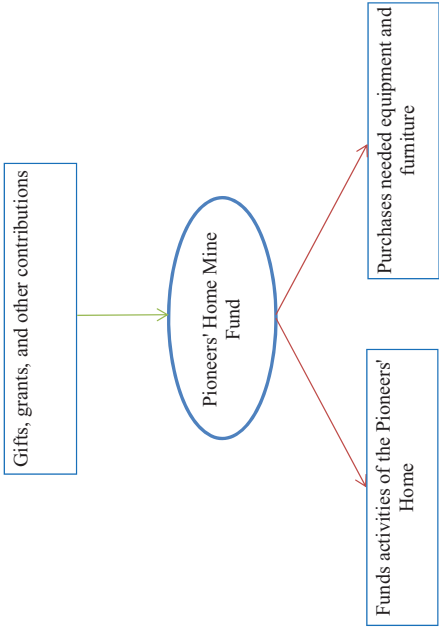 Gifts, grants, and other contributions
Pioneers' Home Mine
Fund
Funds activities of the Pioneers'
Home
Purchases needed equipment and
furniture